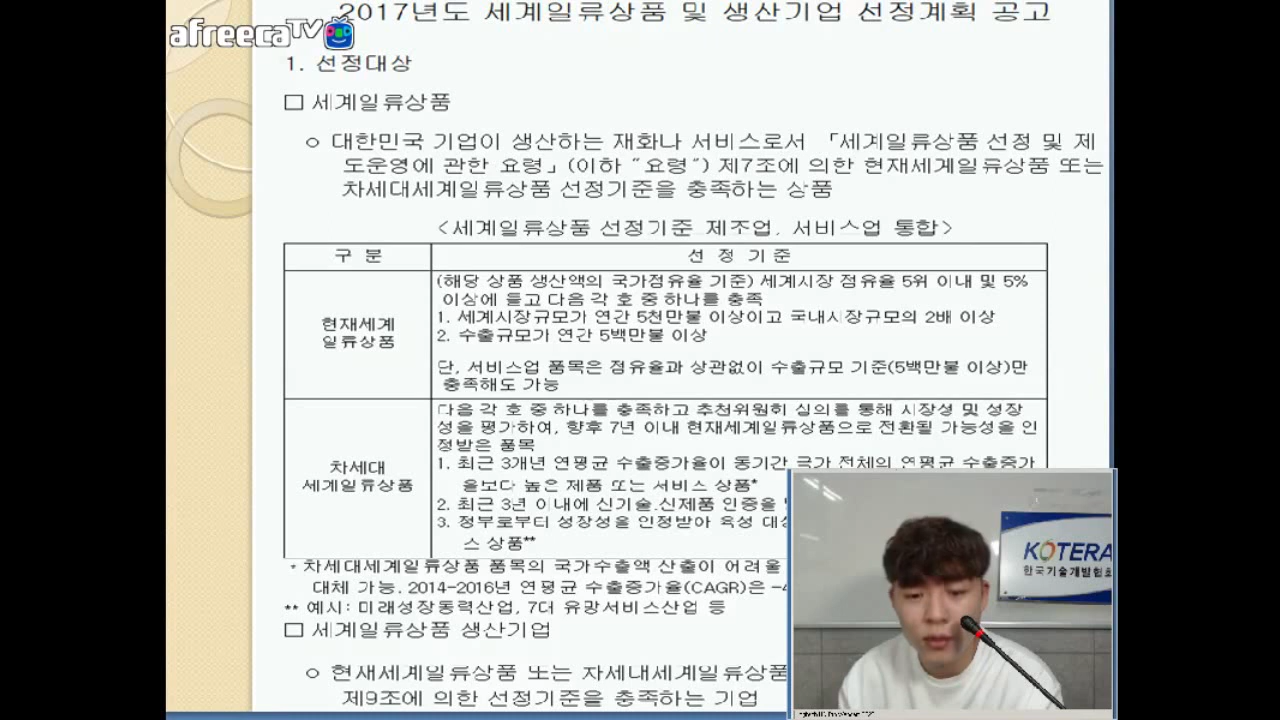 2017년도 세계일류상품 및 생산기업 선정계획 공고
afreecaTV
1. 선정대상
□ 세계일류상품
ㅇ 대한민국 기업이 생산하는 재화나 서비스로서 「세계일류상품 선정 및 제
도운영에 관한 요령」(이하 “요령”) 제7조에 의한 현재세계일류상품 또는
차세대세계일류상품 선정기준을 충족하는 상품
<세계일류상품 선정기준_제조업, 서비스업 통합>
구 분 선 정 기 준
(해당 상품 생산액의 국가점유율 기준) 세계시장 점유율 5위 이내 및 5%
이상에 들고 다음 각 호 중 하나를 충족
현재세계
일류상품
1. 세계시장규모가 연간 5천만불 이상이고 국내시장규모의 2배 이상
2. 수출규모가 연간 5백만불 이상
단, 서비스업 품목은 점유율과 상관없이 수출규모 기준(5백만불 이상)만
충족해도 가능
차세대
세계일류상품
다음 각 호 중 하나를 충족하고 추천위원회 심의를 통해 시장성 및 성장
성을 평가하여, 향후 7년 이내 현재세계일류상품으로 전환될 가능성을 인
정받은 품목
1. 최근 3개년 연평균 수출증가율이 동기간 국가 전체의 연평균 수출증가
율보다 높은 제품 또는 서비스 상품*
2. 최근 3년 이내에 신기술.신제품 인증을
3. 정부로부터 성장성을 인정받아 육성 대상
스 상품**
* 차세대세계일류상품 품목의 국가수출액 산출이 어려울
대체 가능. 2014-2016년 연평균 수출증가율(CAGR)은
** 예시: 미래성장동력산업, 7대 유망서비스산업 등
□ 세계일류상품 생산기업
ㅇ 현재세계일류상품 또는 차세대세계일류상품
제9조에 의한 선정기준을 충족하는 기업
KOTERA
한국기술개발협회